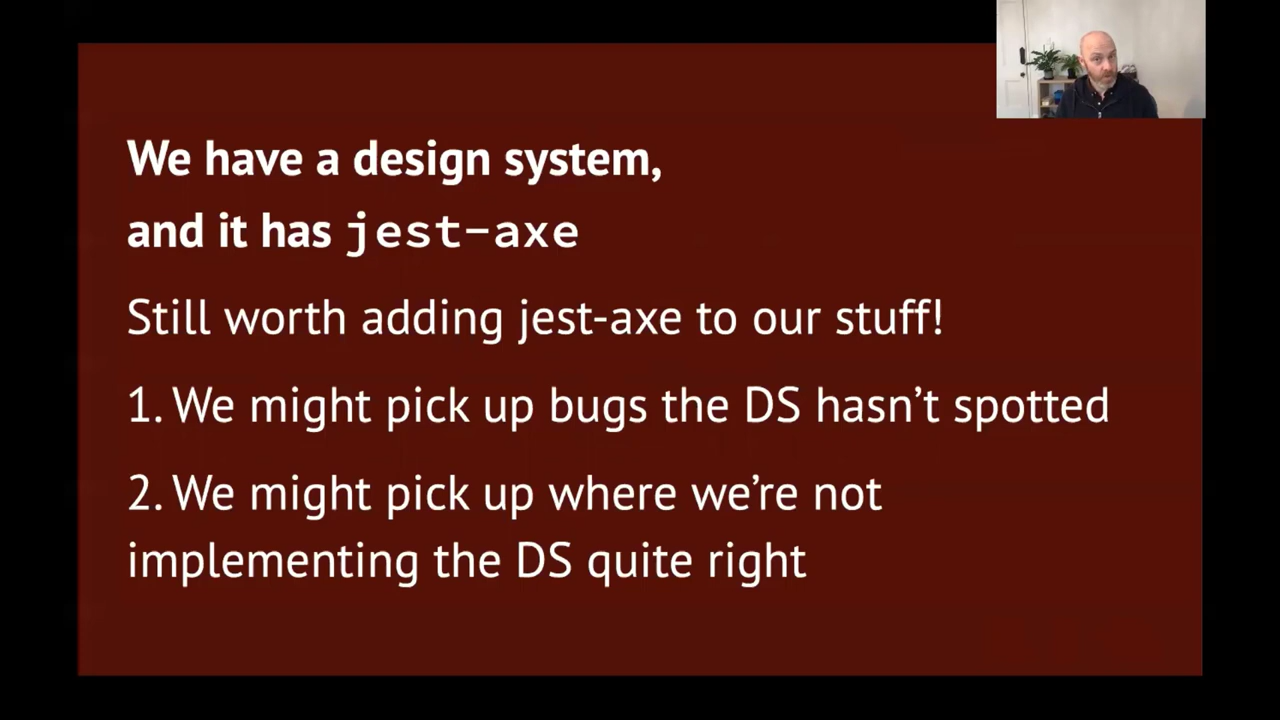 We have a design system,
and it has jest-axe
Still worth adding jest-axe to our stuff!
1. We might pick up bugs the DS hasn’t spotted
2. We might pick up where we’re not
implementing the DS quite right